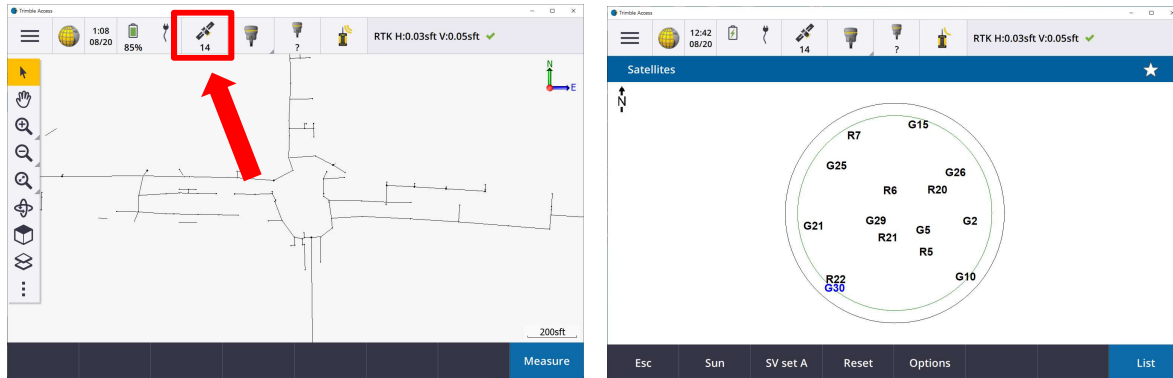 Trimble Access
1:08
08/20
85%
14
?
RTK H:0.03sft V:0.05sft
N
E
200sft
Measure
Trimble Access
12:42
08/20
14
?
RTK H:0.03sft V:0.05sft
Satellites
N
G15
R7
G25
G26
R6
R20
G21
G29
G2
R21
G5
R5
R22
G10
G30
Esc
Sun
SV set A
Reset
Options
List